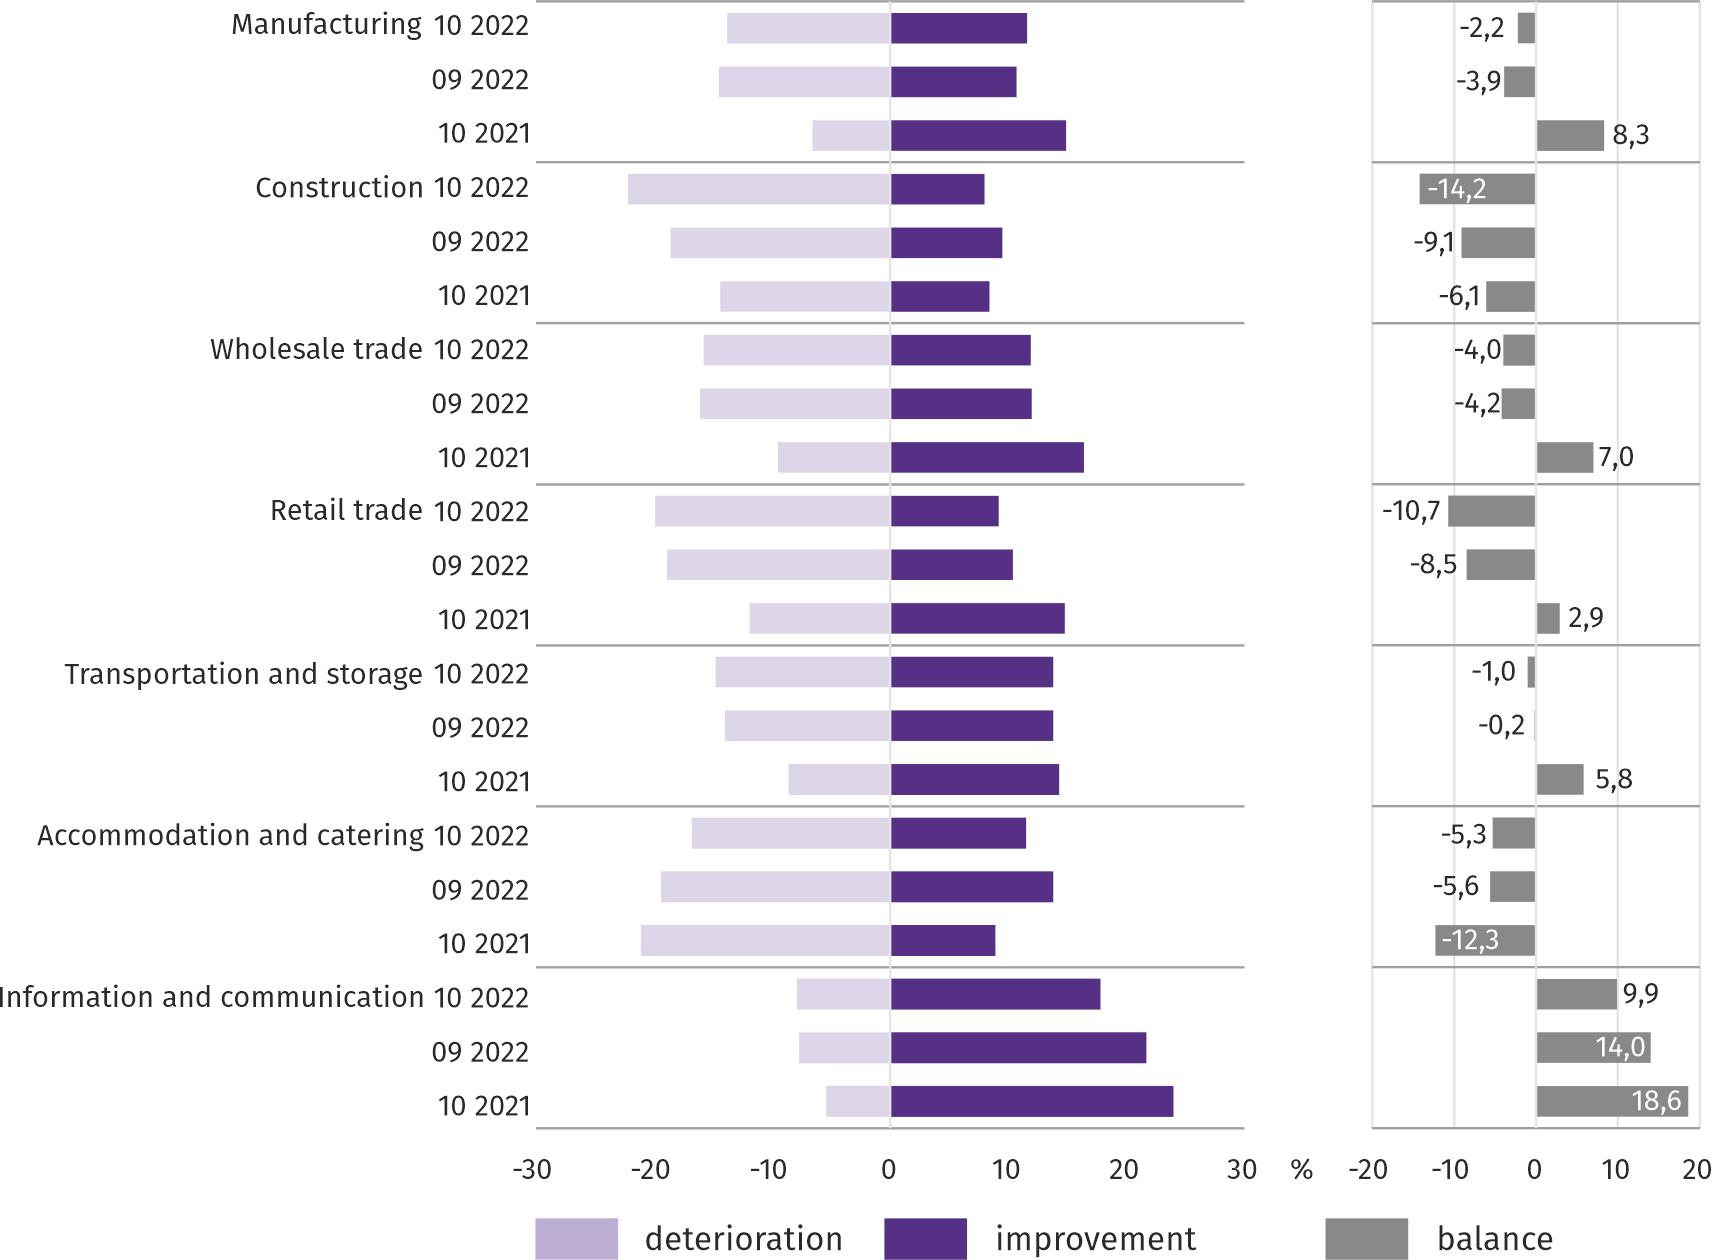 Manufacturing 10 2022 -2,2
09 2022 -3,9
10 2021 8,3
Construction 10 2022 -14,2
09 2022 -9,1
10 2021 -6,1
Wholesale trade 10 2022 -4,0
09 2022 -4,2
10 2021 7,0
Retail trade 10 2022 -10,7
09 2022 -8,5
10 2021 2,9
Transportation and storage 10 2022 -1,0
09 2022 -0,2
10 2021 5,8
Accommodation and catering 10 2022 -5,3
09 2022 -5,6
10 2021 -12,3
Information and communication 10 2022 9,9
09 2022 14,0
10 2021 18,6
-30 -20 -10 0 10 20 30 % -20 -10 0 10 20
deterioration improvement balance